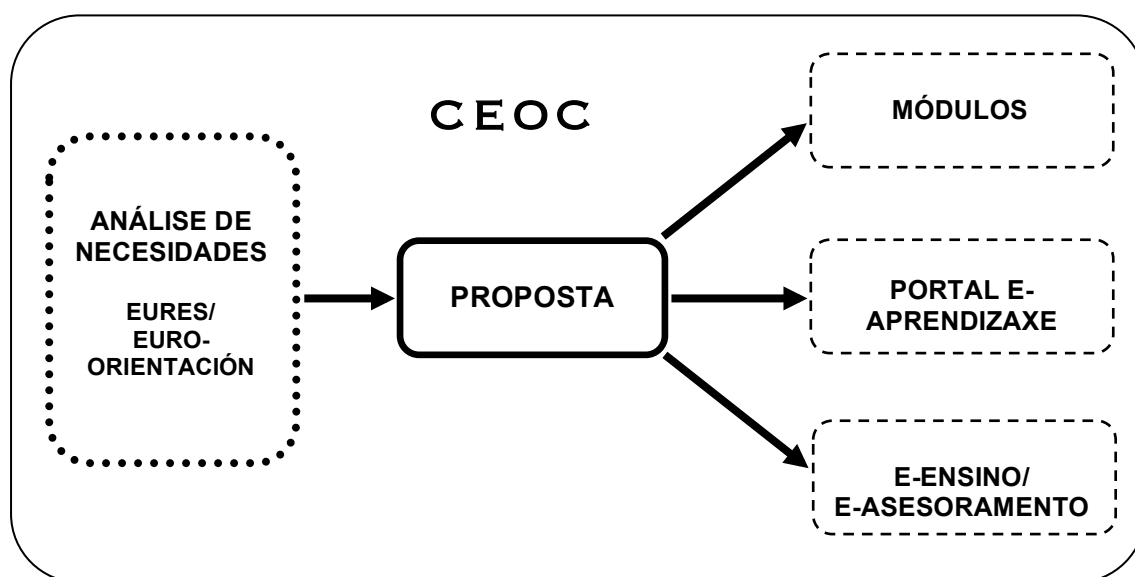 CEOC
ANÁLISE DE
NECESIDADES
EURES/
EURO-
ORIENTACIÓN
PROPOSTA
MÓDULOS
PORTAL E-
APRENDIZAXE
E-ENSINO/
E-ASESORAMENTO